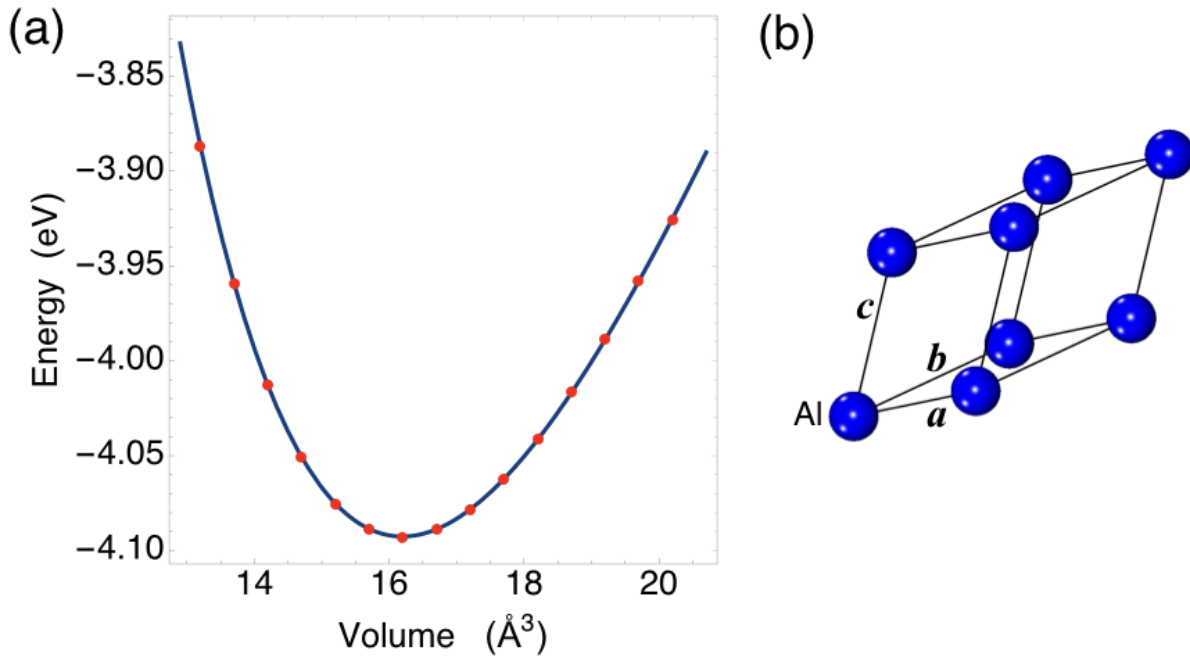 (a)
−3.85
−3.90
−3.95
−4.00
−4.05
−4.10
Energy (eV)
14 16 18 20
Volume (Å³)
(b)
c
b
a
Al